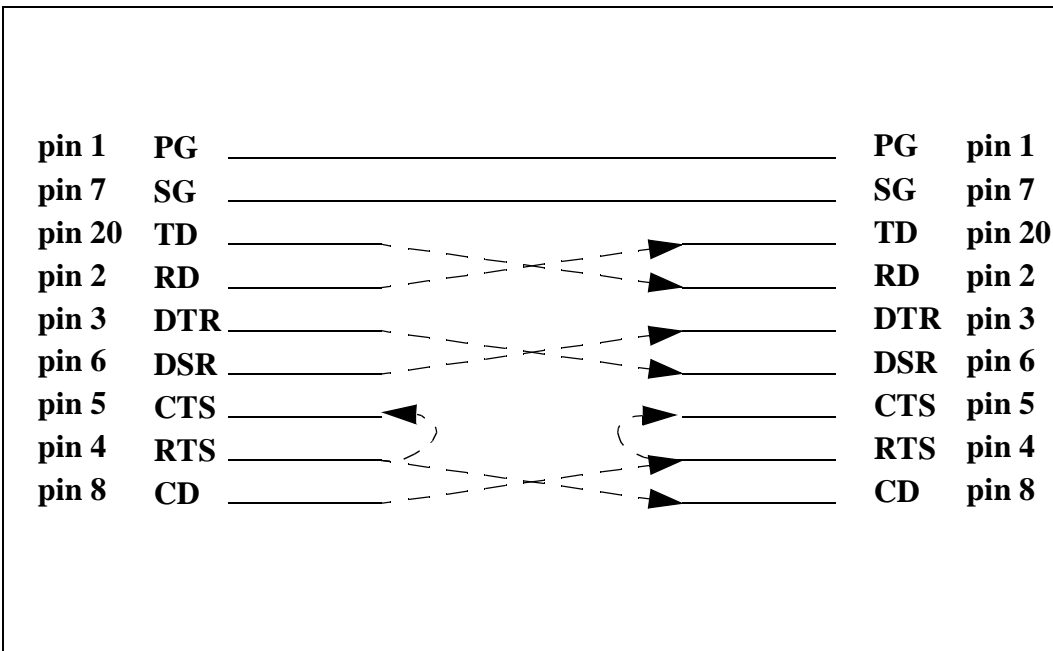 pin 1 PG PG pin 1
pin 7 SG SG pin 7
pin 20 TD TD pin 20
pin 2 RD RD pin 2
pin 3 DTR DTR pin 3
pin 6 DSR DSR pin 6
pin 5 CTS CTS pin 5
pin 4 RTS RTS pin 4
pin 8 CD CD pin 8